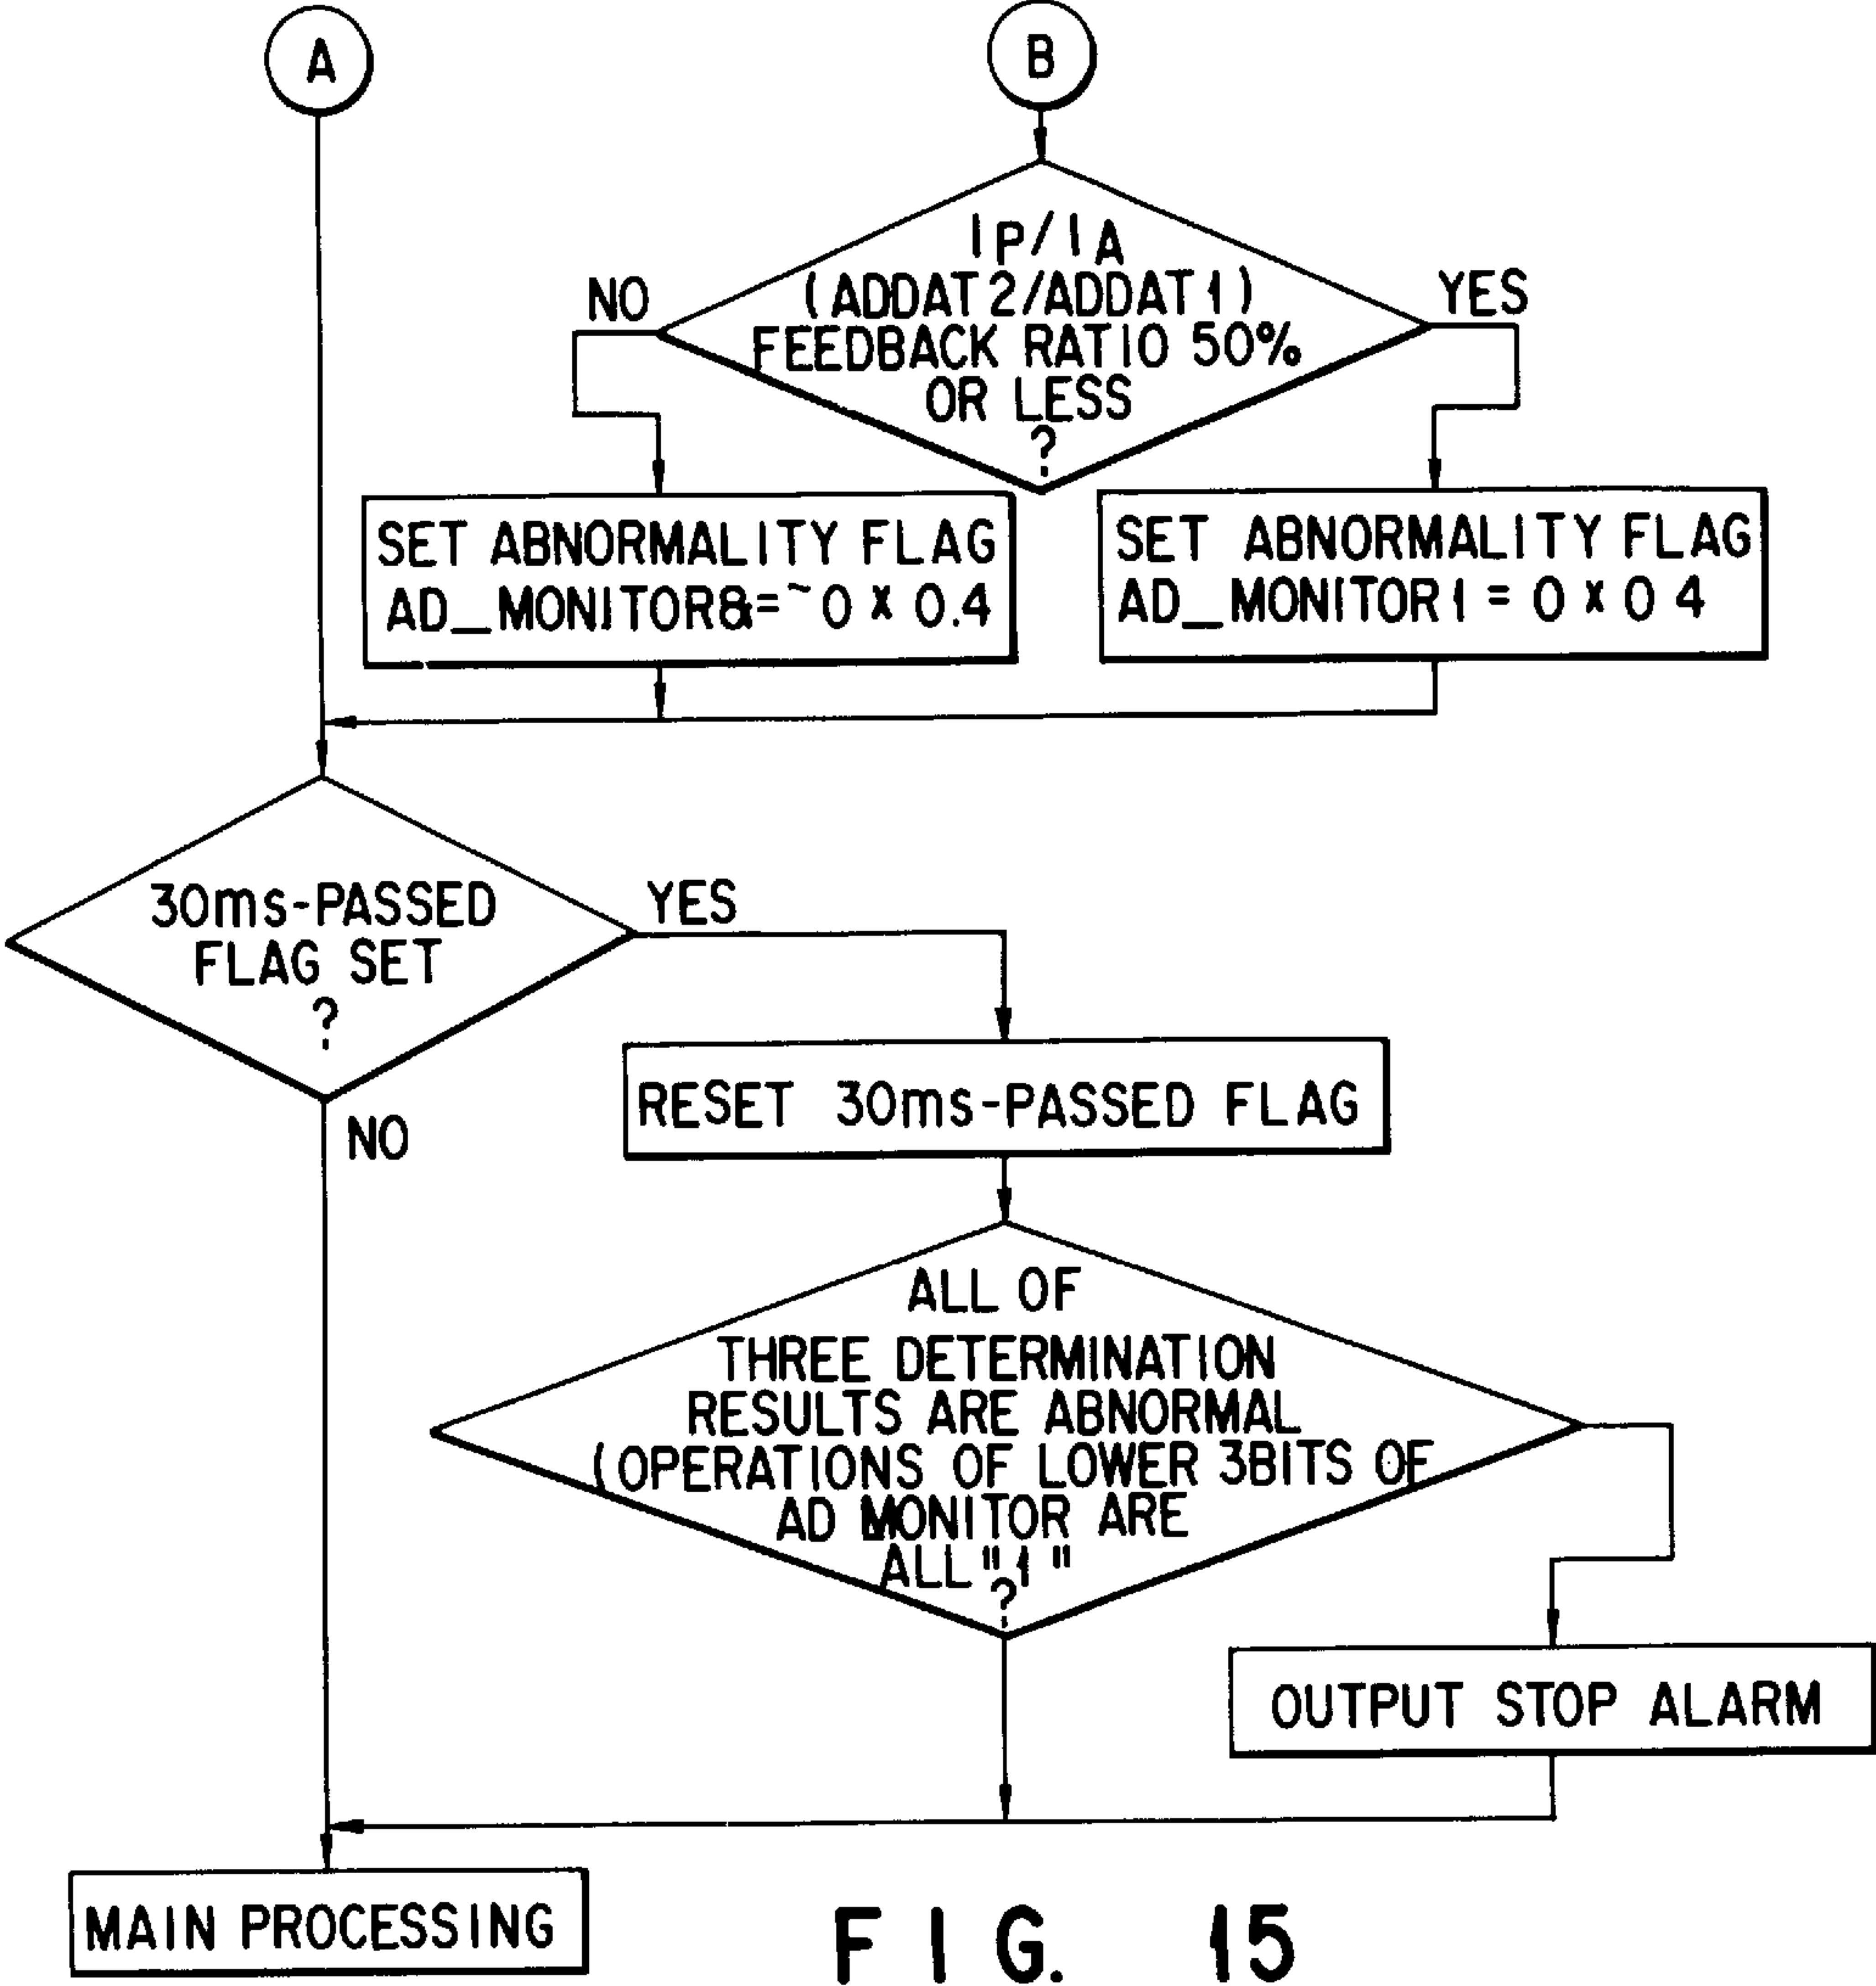 A
B
IP/IA
(ADDAT2/ADDAT1)
FEEDBACK RATIO 50%
OR LESS
?
NO
YES
SET ABNORMALITY FLAG
AD_MONITOR&=~0x0.4
SET ABNORMALITY FLAG
AD_MONITOR1=0x04
30ms-PASSED
FLAG SET
?
YES
NO
RESET 30ms-PASSED FLAG
ALL OF
THREE DETERMINATION
RESULTS ARE ABNORMAL
(OPERATIONS OF LOWER 3BITS OF
AD MONITOR ARE
ALL "1"
?
OUTPUT STOP ALARM
MAIN PROCESSING
FIG. 15